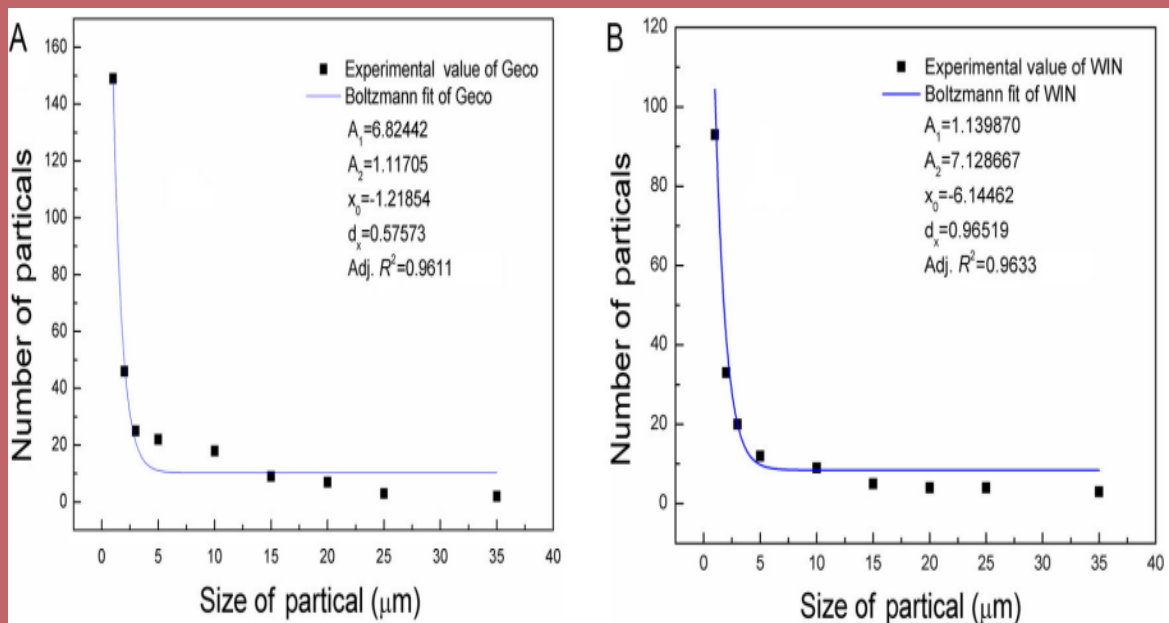 A
Number of particals
160
140
120
100
80
60
40
20
0
Experimental value of Geco
Boltzmann fit of Geco
A₁=6.82442
A₂=1.11705
x₀=-1.21854
dₓ=0.57573
Adj. R²=0.9611
0 5 10 15 20 25 30 35 40
Size of partical (μm)
B
Number of particals
120
100
80
60
40
20
0
Experimental value of WIN
Boltzmann fit of WIN
A₁=1.139870
A₂=7.128667
x₀=-6.14462
dₓ=0.96519
Adj. R²=0.9633
0 5 10 15 20 25 30 35 40
Size of partical (μm)